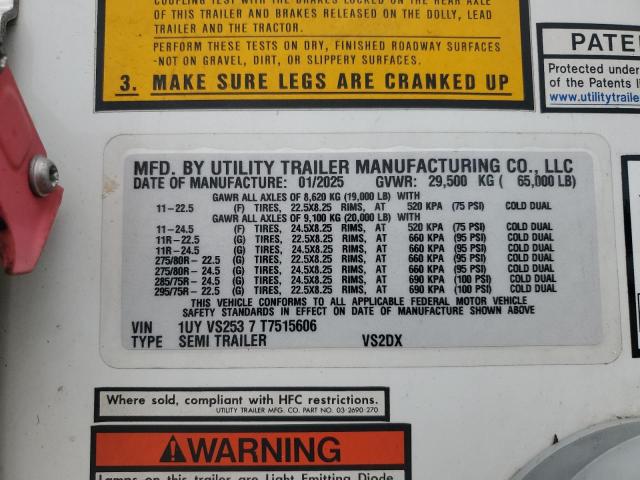 COUPLING TEST WITH THE BRAKES LOCKED ON THE REAR AXLE
OF THIS TRAILER AND BRAKES RELEASED ON THE DOLLY, LEAD
TRAILER AND THE TRACTOR.
PERFORM THESE TESTS ON DRY, FINISHED ROADWAY SURFACES
-NOT ON GRAVEL, DIRT, OR SLIPPERY SURFACES.
3. MAKE SURE LEGS ARE CRANKED UP
PATE
Protected under
of the Patents li
www.utilitytraile
MFD. BY UTILITY TRAILER MANUFACTURING CO., LLC
DATE OF MANUFACTURE: 01/2025 GVWR: 29,500 KG ( 65,000 LB)
GAWR ALL AXLES OF 8,620 KG (19,000 LB) WITH
11-22.5 (F) TIRES, 22.5X8.25 RIMS, AT 520 KPA (75 PSI) COLD DUAL
GAWR ALL AXLES OF 9,100 KG (20,000 LB) WITH
11-24.5 (F) TIRES, 24.5X8.25 RIMS, AT 520 KPA (75 PSI) COLD DUAL
11R-22.5 (G) TIRES, 22.5X8.25 RIMS, AT 660 KPA (95 PSI) COLD DUAL
11R-24.5 (G) TIRES, 24.5X8.25 RIMS, AT 660 KPA (95 PSI) COLD DUAL
275/80R - 22.5 (G) TIRES, 22.5X8.25 RIMS, AT 660 KPA (95 PSI) COLD DUAL
275/80R - 24.5 (G) TIRES, 24.5X8.25 RIMS, AT 660 KPA (95 PSI) COLD DUAL
285/75R - 24.5 (G) TIRES, 24.5X8.25 RIMS, AT 690 KPA (100 PSI) COLD DUAL
295/75R - 22.5 (G) TIRES, 22.5X8.25 RIMS, AT 690 KPA (100 PSI) COLD DUAL
THIS VEHICLE CONFORMS TO ALL APPLICABLE FEDERAL MOTOR VEHICLE
SAFETY STANDARDS IN EFFECT ON DATE OF MANUFACTURE SHOWN ABOVE.
VIN 1UY VS253 7 T7515606
TYPE SEMI TRAILER VS2DX
Where sold, compliant with HFC restrictions.
UTILITY TRAILER MFG. CO. PART NO. 03 2690 270
WARNING
Lamps on this trailer are Light Emitting Diode